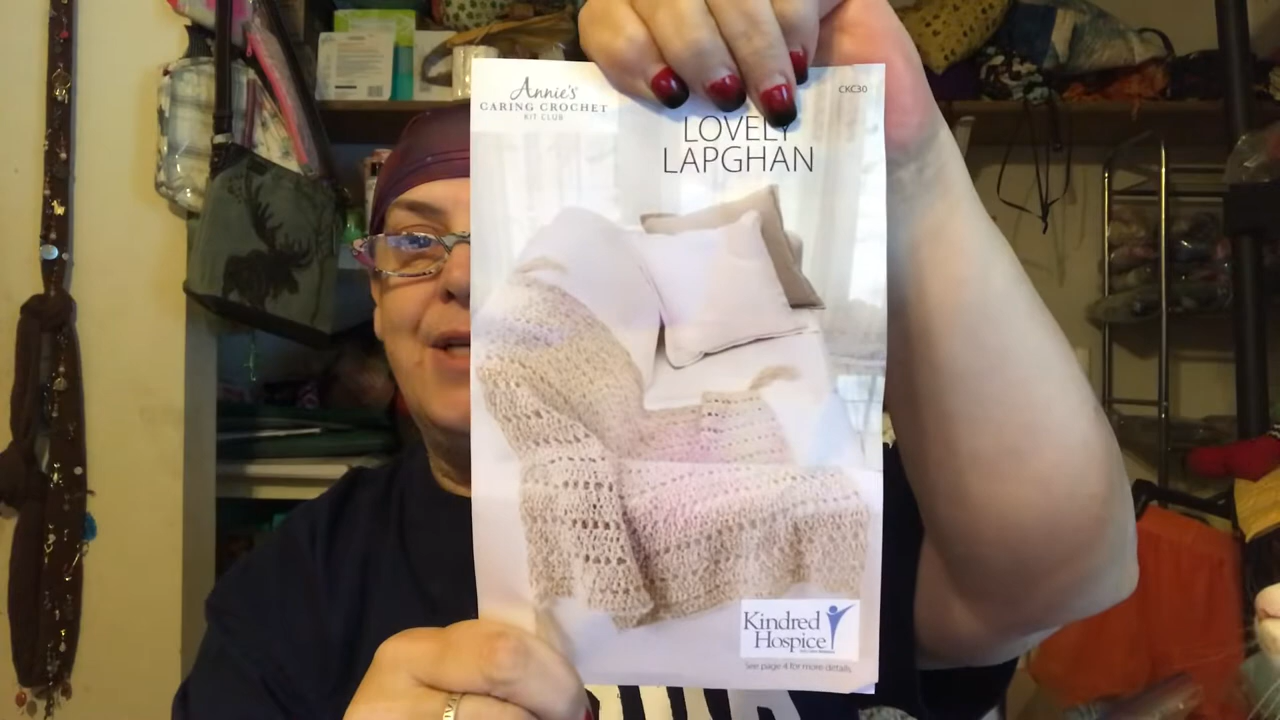 Annie's
CARING CROCHET
KIT CLUB
CKC30
LOVELY
LAPGHAN
Kindred
Hospice
See page 4 for more details.